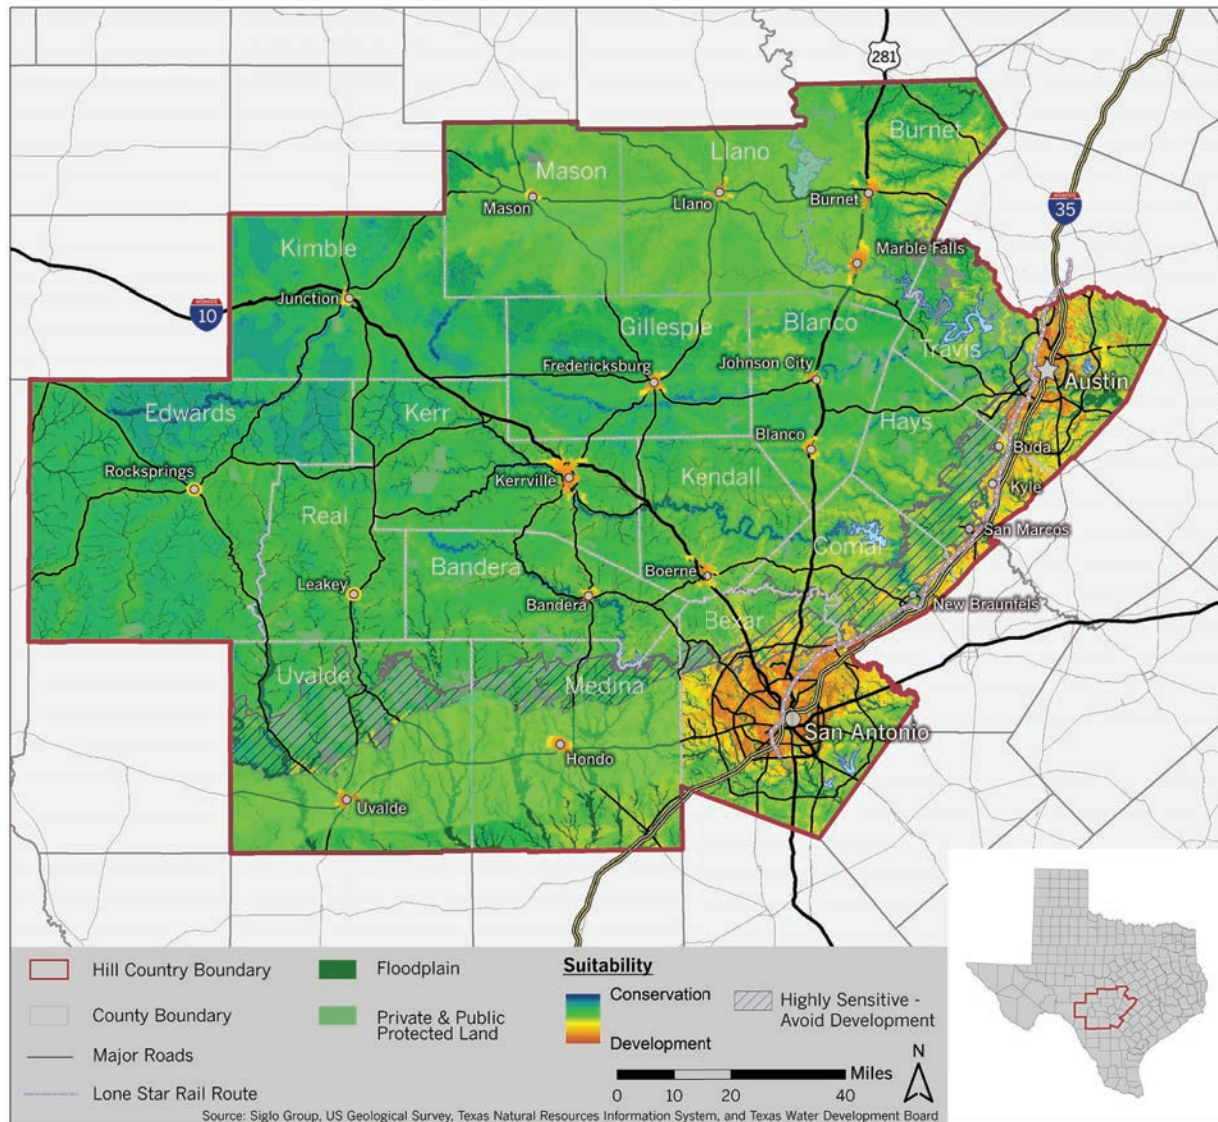 281
Burnet
Llano
Mason
Mason
Llano
Burnet
INTERSTATE
35
Kimble
Marble Falls
Junction
INTERSTATE
10
Gillespie
Blanco
Travis
Fredericksburg
Johnson City
Austin
Edwards
Kerr
Hays
Blanco
Buda
Rocksprings
Kerrville
Kendall
Kyle
Real
San Marcos
Comal
Bandera
Boerne
Leakey
Bandera
New Braunfels
Bexar
Uvalde
Medina
San Antonio
Hondo
Uvalde
Hill Country Boundary
County Boundary
Major Roads
Lone Star Rail Route
Floodplain
Private & Public
Protected Land
Suitability
Conservation
Development
Highly Sensitive -
Avoid Development
N
Miles
0 10 20 40
Source: Siglo Group, US Geological Survey, Texas Natural Resources Information System, and Texas Water Development Board